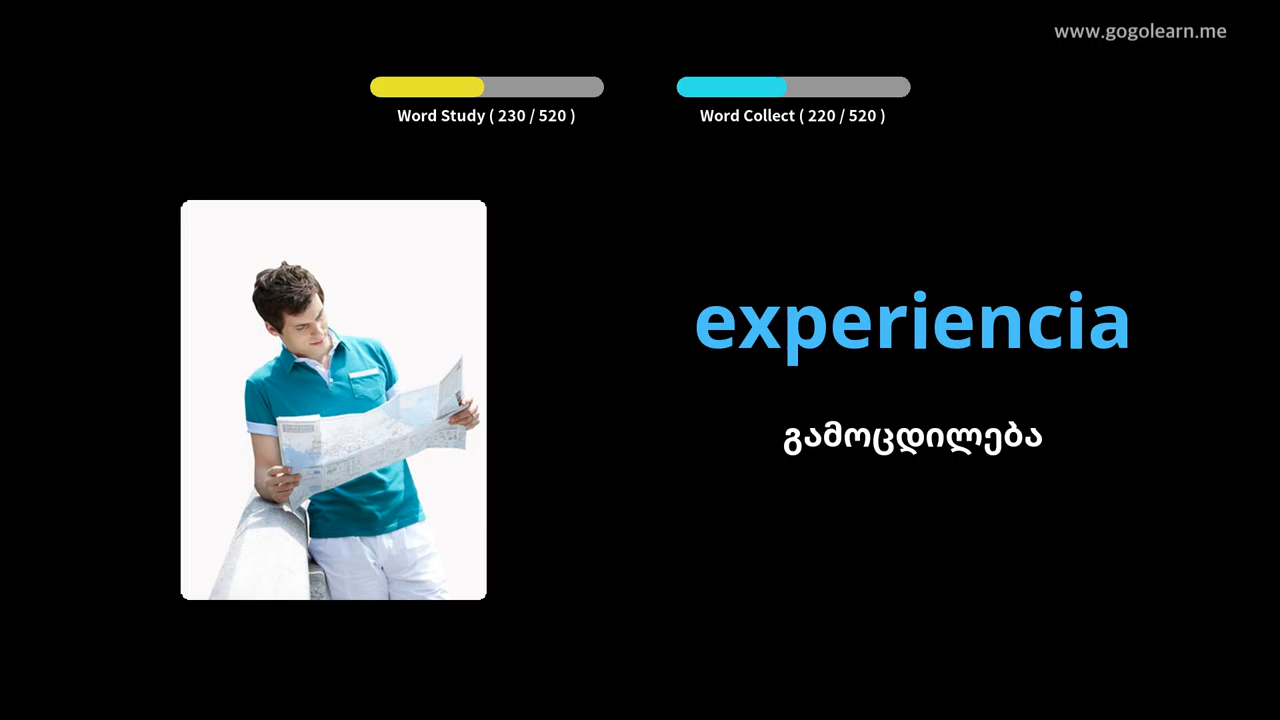 www.gogolearn.me
Word Study ( 230 / 520 )
Word Collect ( 220 / 520 )
experiencia
გამოცდილება